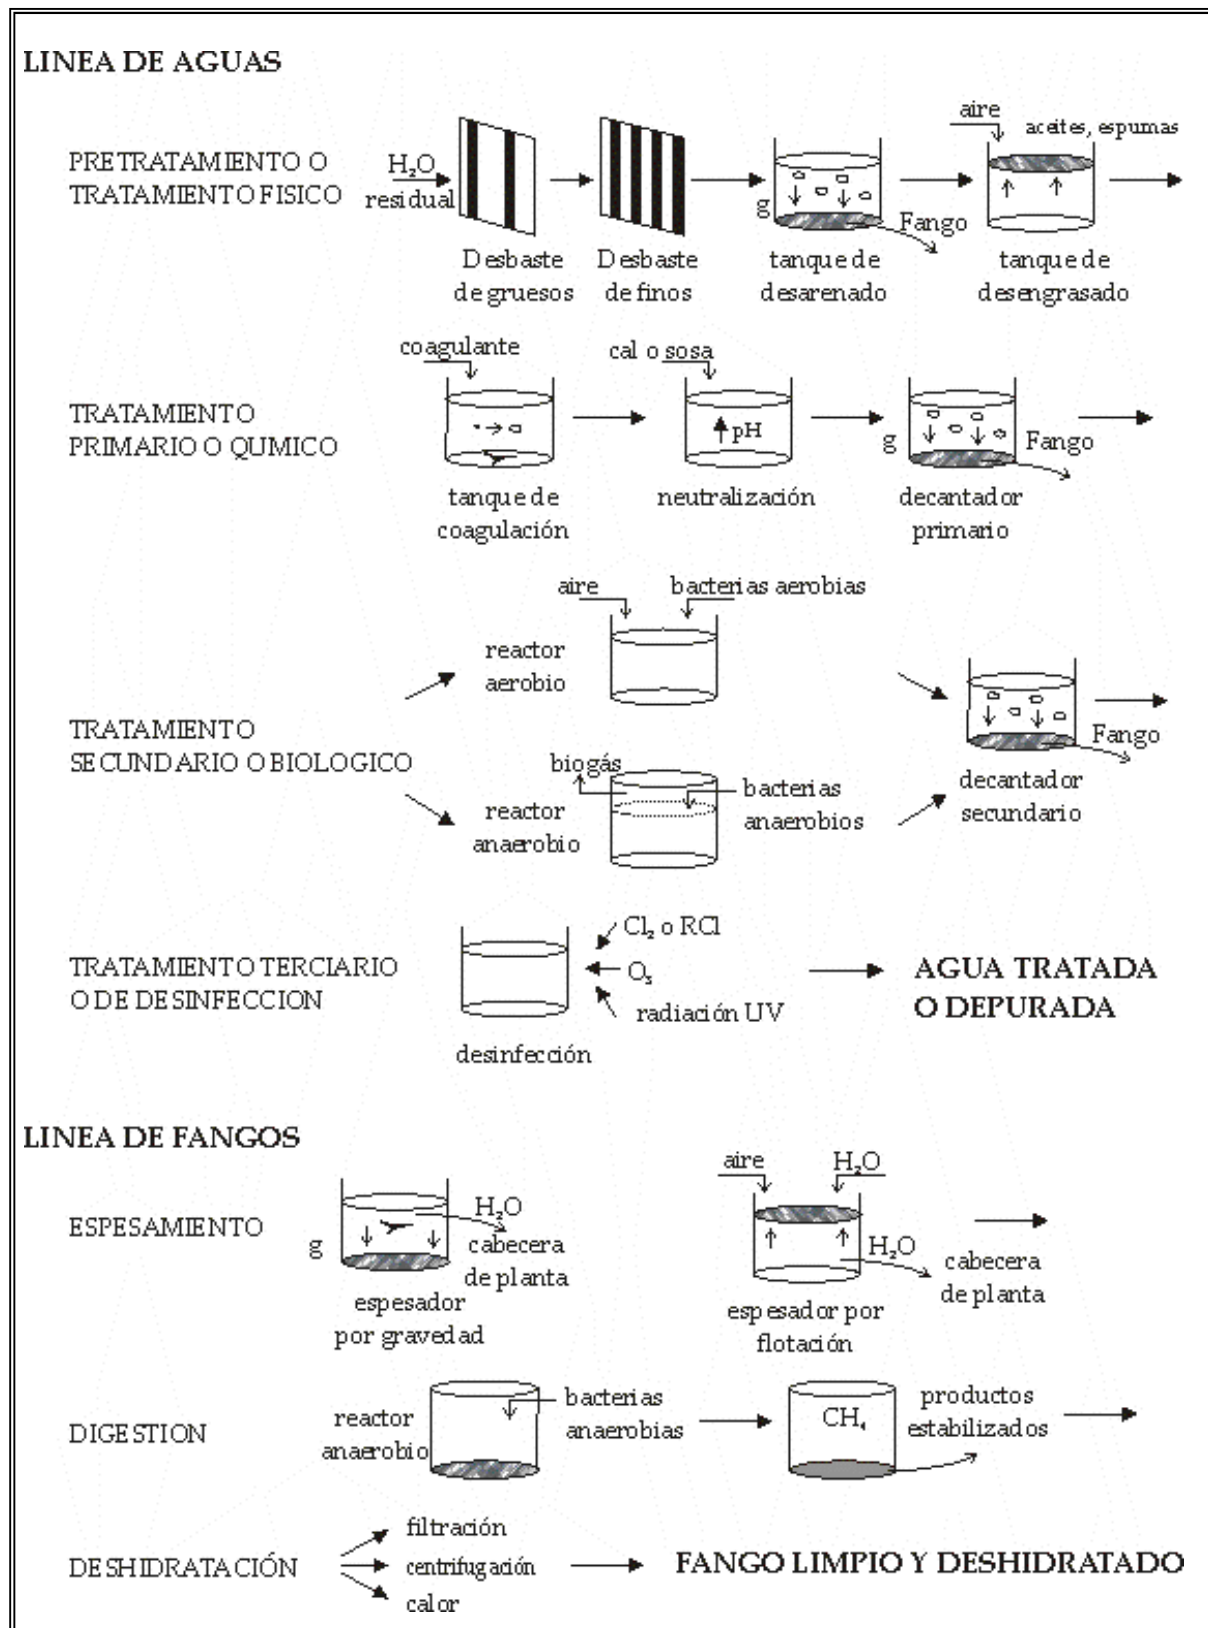 LINEA DE AGUAS
PRETRATAMIENTO O
TRATAMIENTO FISICO
H₂O
residual
Desbaste
de gruesos
Desbaste
de finos
g
Fango
tanque de
desarenado
aire
aceites, espumas
tanque de
desengrasado
TRATAMIENTO
PRIMARIO O QUMICO
coagulante
tanque de
coagulación
cal o sosa
pH
neutralización
g
Fango
decantador
primario
TRATAMIENTO
SECUNDARIO O BIOLOGICO
reactor
aerobio
aire
bacterias aerobias
reactor
anaerobio
biogás
bacterias
anaerobios
Fango
decantador
secundario
TRATAMIENTO TERCIARIO
O DE DESINFECCION
desinfección
Cl₂ o RCl
O₃
radiación UV
AGUA TRATADA
O DEPURADA
LINEA DE FANGOS
ESPESAMIENTO
g
H₂O
cabecera
de planta
espesador
por gravedad
aire
H₂O
H₂O
cabecera
de planta
espesador por
flotación
DIGESTION
reactor
anaerobio
bacterias
anaerobias
CH₄
productos
estabilizados
DESHIDRATACIÓN
filtración
centrifugación
calor
FANGO LIMPIO Y DESHIDRATADO